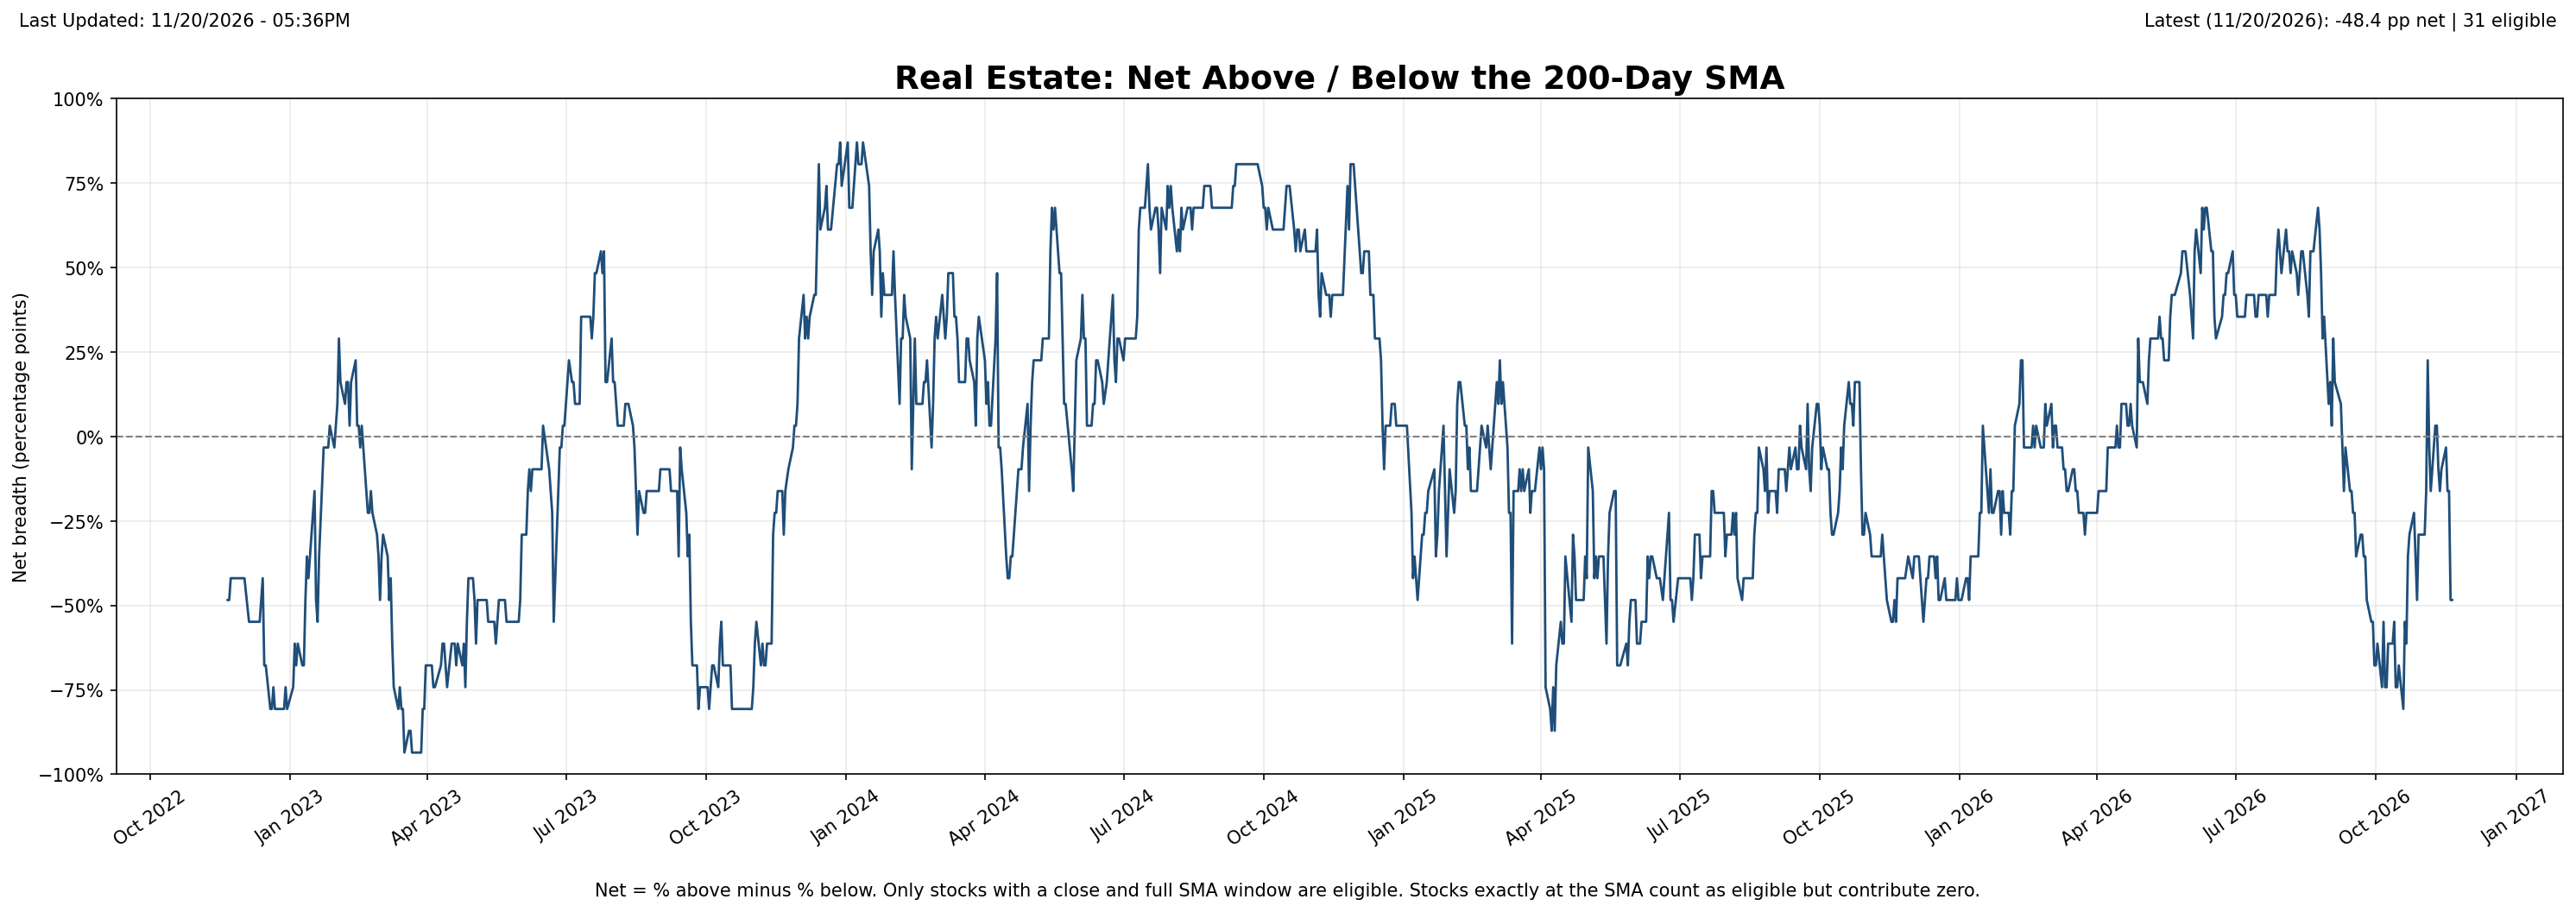 Last Updated: 11/20/2026 - 05:36PM
Latest (11/20/2026): -48.4 pp net | 31 eligible
Real Estate: Net Above / Below the 200-Day SMA
Net breadth (percentage points)
100%
75%
50%
25%
0%
−25%
−50%
−75%
−100%
Oct 2022
Jan 2023
Apr 2023
Jul 2023
Oct 2023
Jan 2024
Apr 2024
Jul 2024
Oct 2024
Jan 2025
Apr 2025
Jul 2025
Oct 2025
Jan 2026
Apr 2026
Jul 2026
Oct 2026
Jan 2027
Net = % above minus % below. Only stocks with a close and full SMA window are eligible. Stocks exactly at the SMA count as eligible but contribute zero.